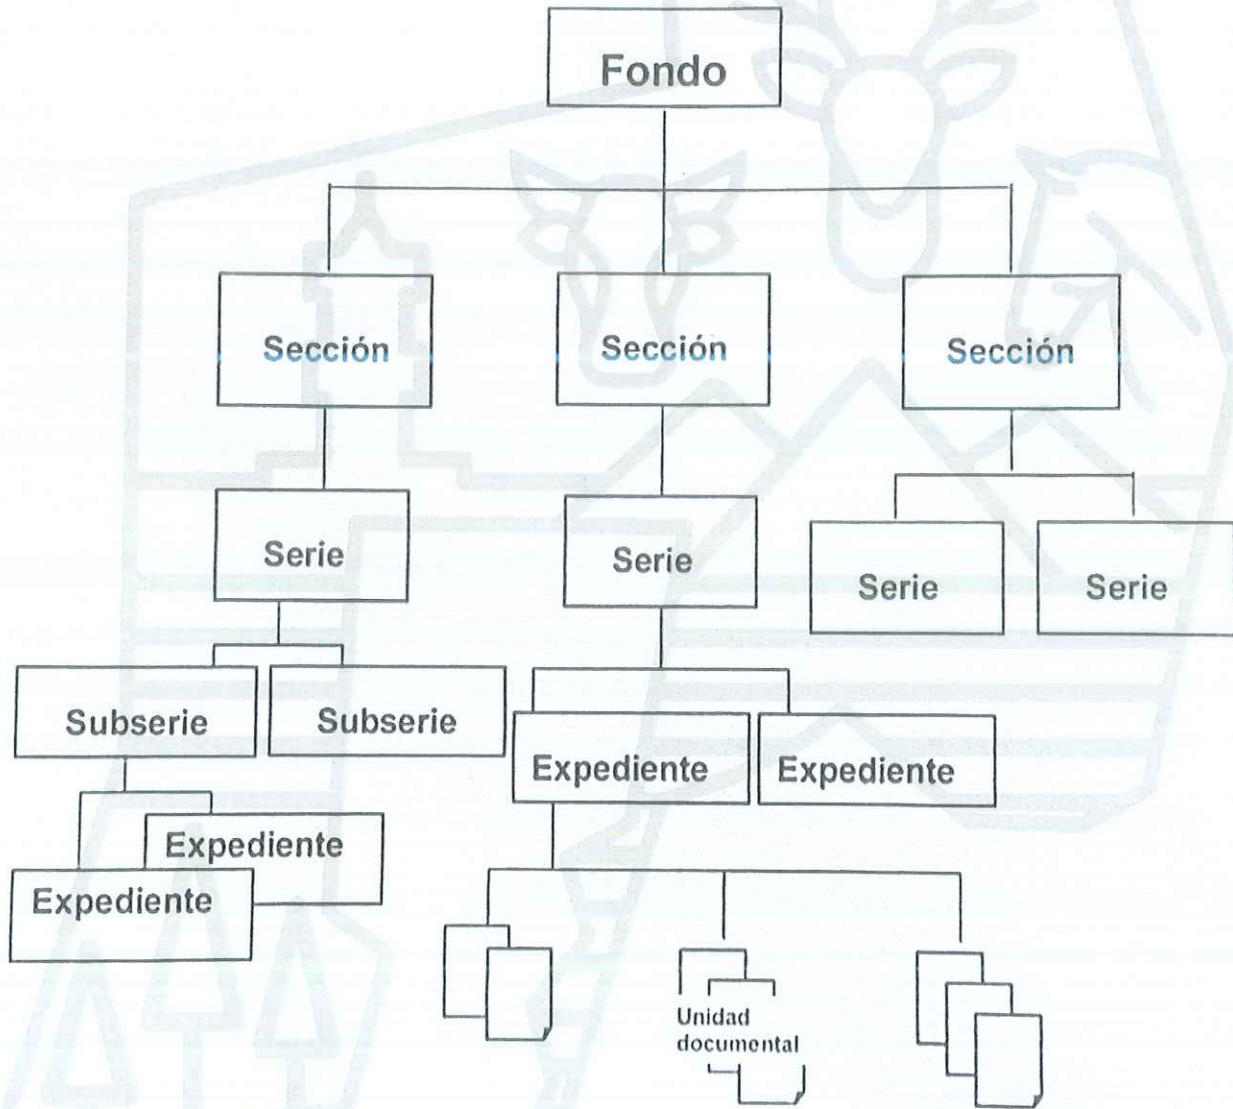 Fondo
Sección
Sección
Sección
Serie
Serie
Serie
Serie
Subserie
Subserie
Expediente
Expediente
Expediente
Expediente
Unidad
documental